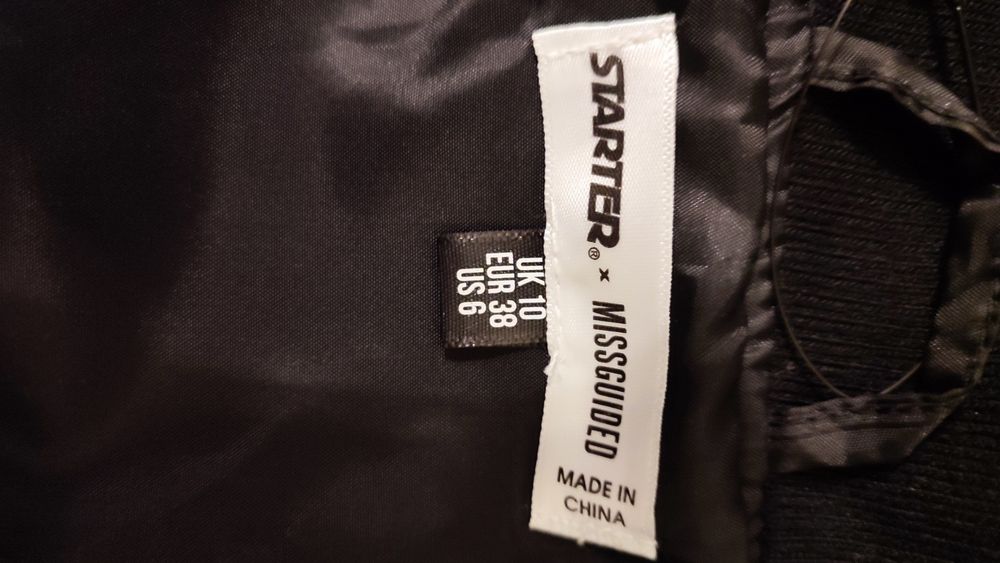 STARTER® x MISSGUIDED
MADE IN
CHINA
UK 10
EUR 38
US 6